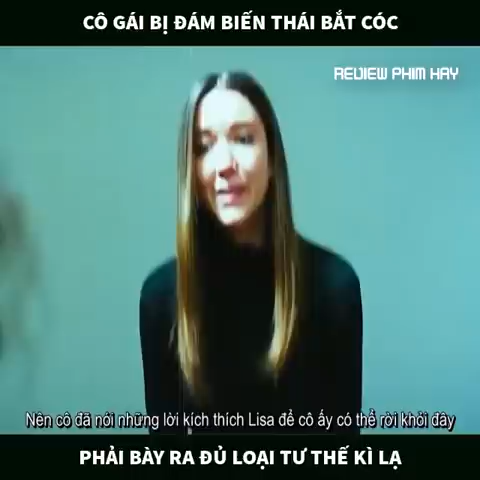 CÔ GÁI BỊ ĐÁM BIẾN THÁI BẮT CÓC
REVIEW PHIM HAY
Nên cô đã nói những lời kích thích Lisa để cô ấy có thể rời khỏi đây
PHẢI BÀY RA ĐỦ LOẠI TƯ THẾ KÌ LẠ